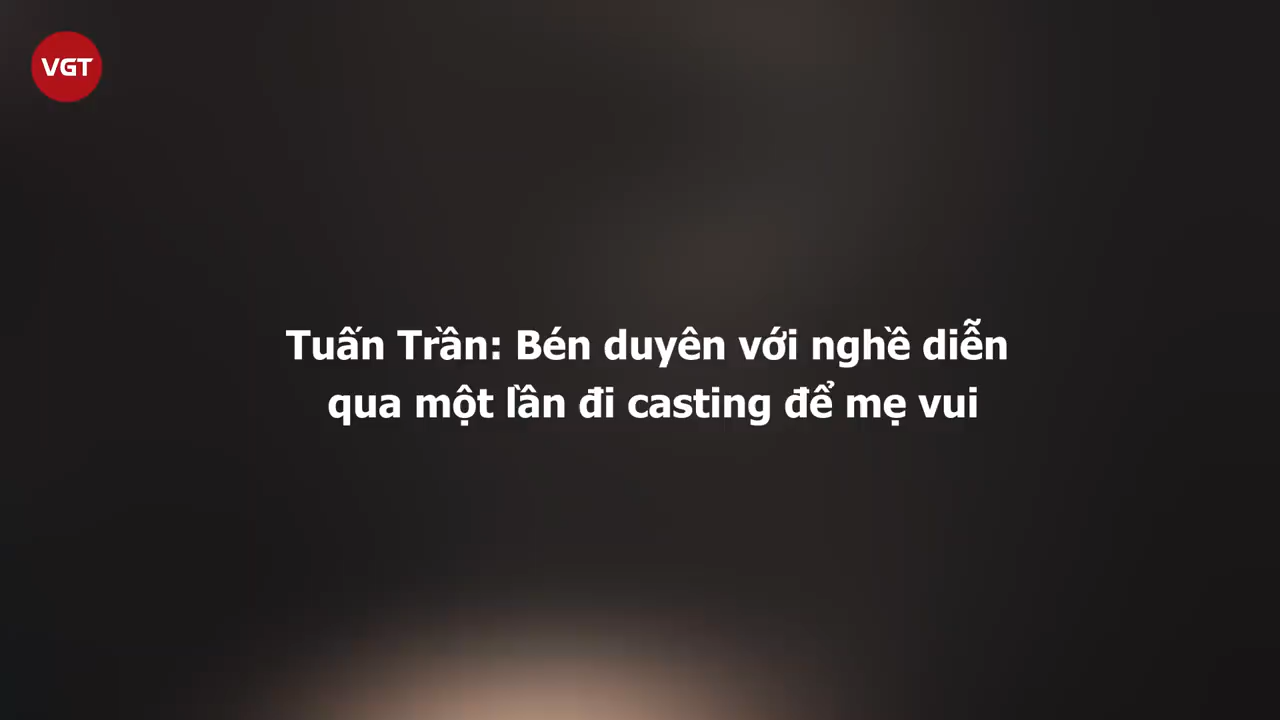 VGT
Tuấn Trần: Bén duyên với nghề diễn
qua một lần đi casting để mẹ vui